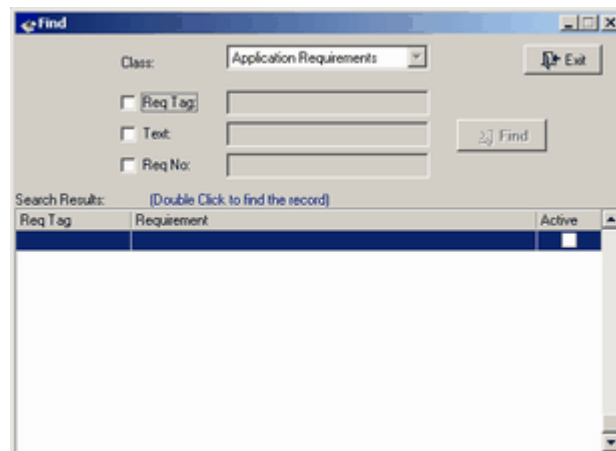 Find
Class: Application Requirements Exit
Req Tag:
Text: Find
Req No:
Search Results: (Double Click to find the record)
Req Tag Requirement Active